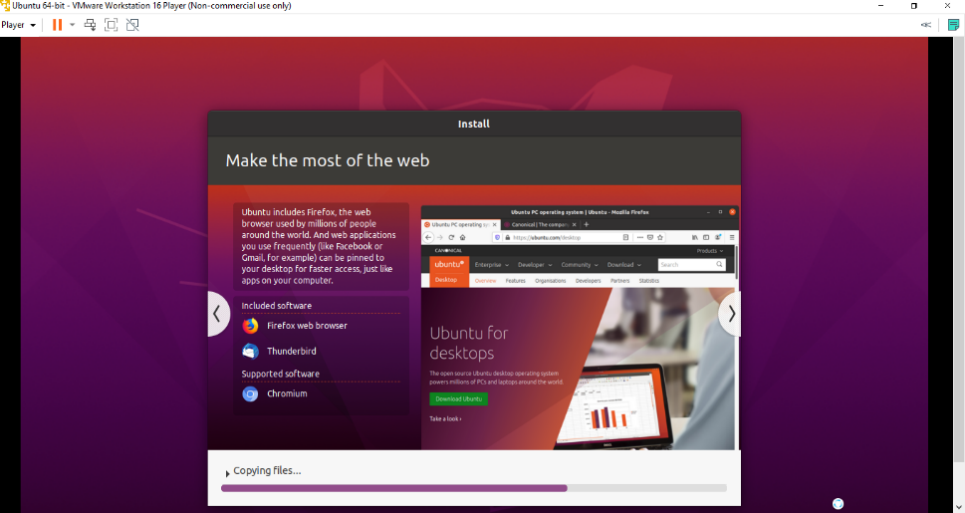 Ubuntu 64-bit - VMware Workstation 16 Player (Non-commercial use only)
Player
Install
Make the most of the web
Ubuntu includes Firefox, the web
browser used by millions of people
around the world. And web applications
you use frequently (like Facebook or
Gmail, for example) can be pinned to
your desktop for faster access, just like
apps on your computer.
Included software
Firefox web browser
Thunderbird
Supported software
Chromium
Ubuntu PC operating system | Ubuntu - Mozilla Firefox
Ubuntu PC operating sy
Canonical | The compan
https://ubuntu.com/desktop
CANONICAL
Products
ubuntu
Enterprise
Developer
Community
Download
Search
Desktop
Overview
Features
Organisations
Developers
Partners
Statistics
Ubuntu for
desktops
The open source Ubuntu desktop operating system
powers millions of PCs and laptops around the world.
Download Ubuntu
Take a look ›
Copying files...